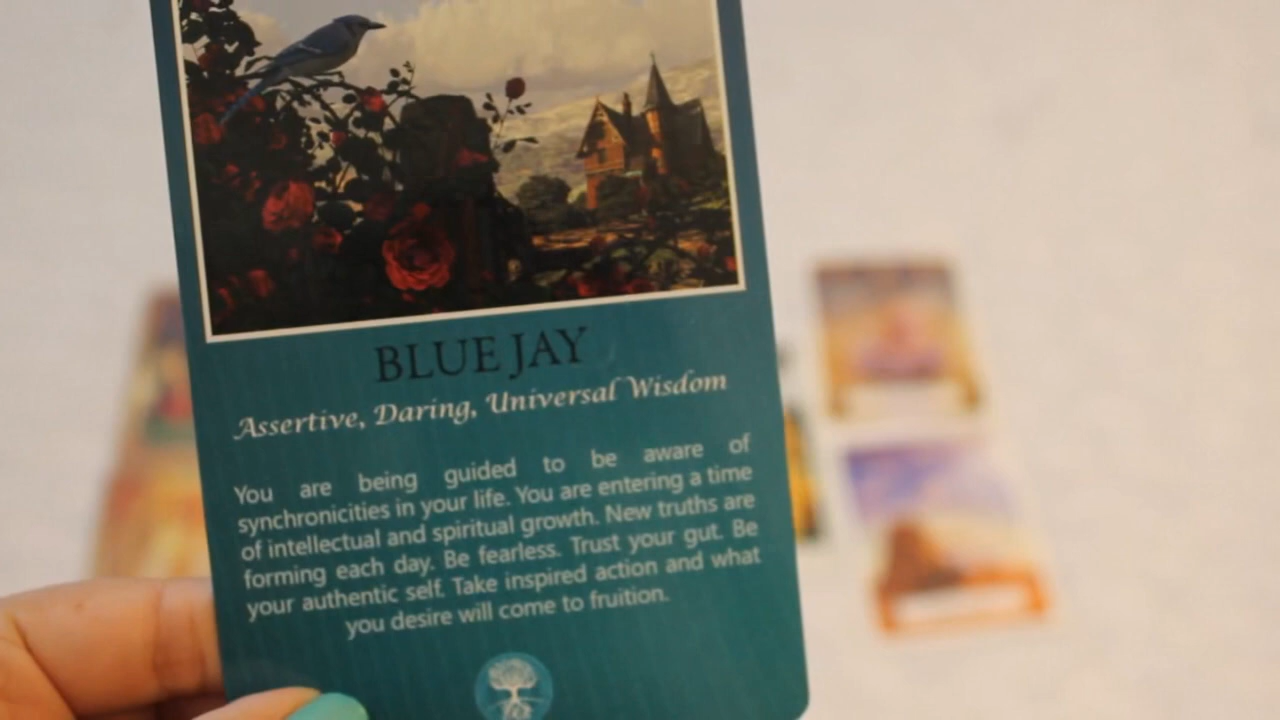 BLUE JAY
Assertive, Daring, Universal Wisdom
You are being guided to be aware of
synchronicities in your life. You are entering a time
of intellectual and spiritual growth. New truths are
forming each day. Be fearless. Trust your gut. Be
your authentic self. Take inspired action and what
you desire will come to fruition.